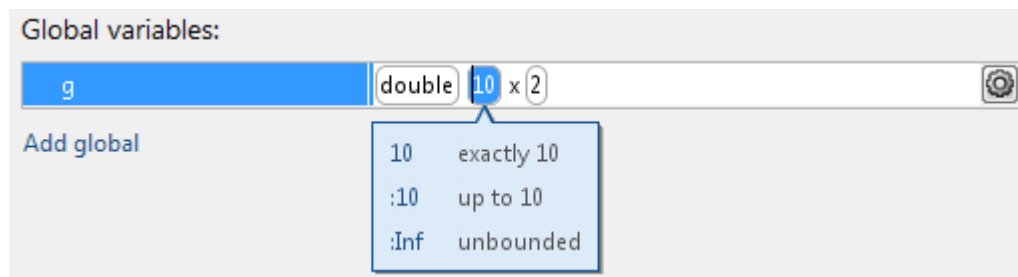 Global variables:
g double 10 x 2
Add global
10 exactly 10
:10 up to 10
:Inf unbounded